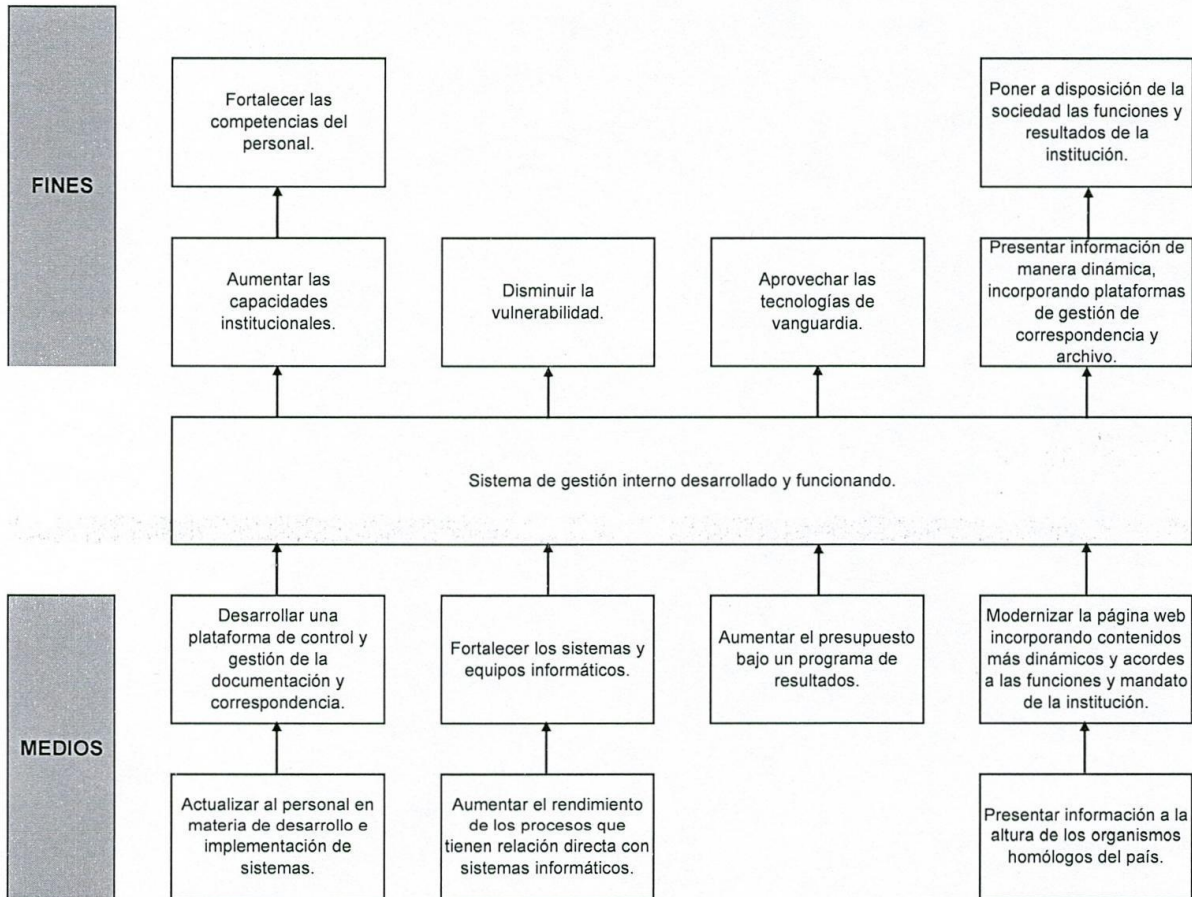 FINES
Fortalecer las
competencias del
personal.
Poner a disposición de la
sociedad las funciones y
resultados de la
institución.
Aumentar las
capacidades
institucionales.
Disminuir la
vulnerabilidad.
Aprovechar las
tecnologías de
vanguardia.
Presentar información de
manera dinámica,
incorporando plataformas
de gestión de
correspondencia y
archivo.
Sistema de gestión interno desarrollado y funcionando.
MEDIOS
Desarrollar una
plataforma de control y
gestión de la
documentación y
correspondencia.
Fortalecer los sistemas y
equipos informáticos.
Aumentar el presupuesto
bajo un programa de
resultados.
Modernizar la página web
incorporando contenidos
más dinámicos y acordes
a las funciones y mandato
de la institución.
Actualizar al personal en
materia de desarrollo e
implementación de
sistemas.
Aumentar el rendimiento
de los procesos que
tienen relación directa con
sistemas informáticos.
Presentar información a la
altura de los organismos
homólogos del país.